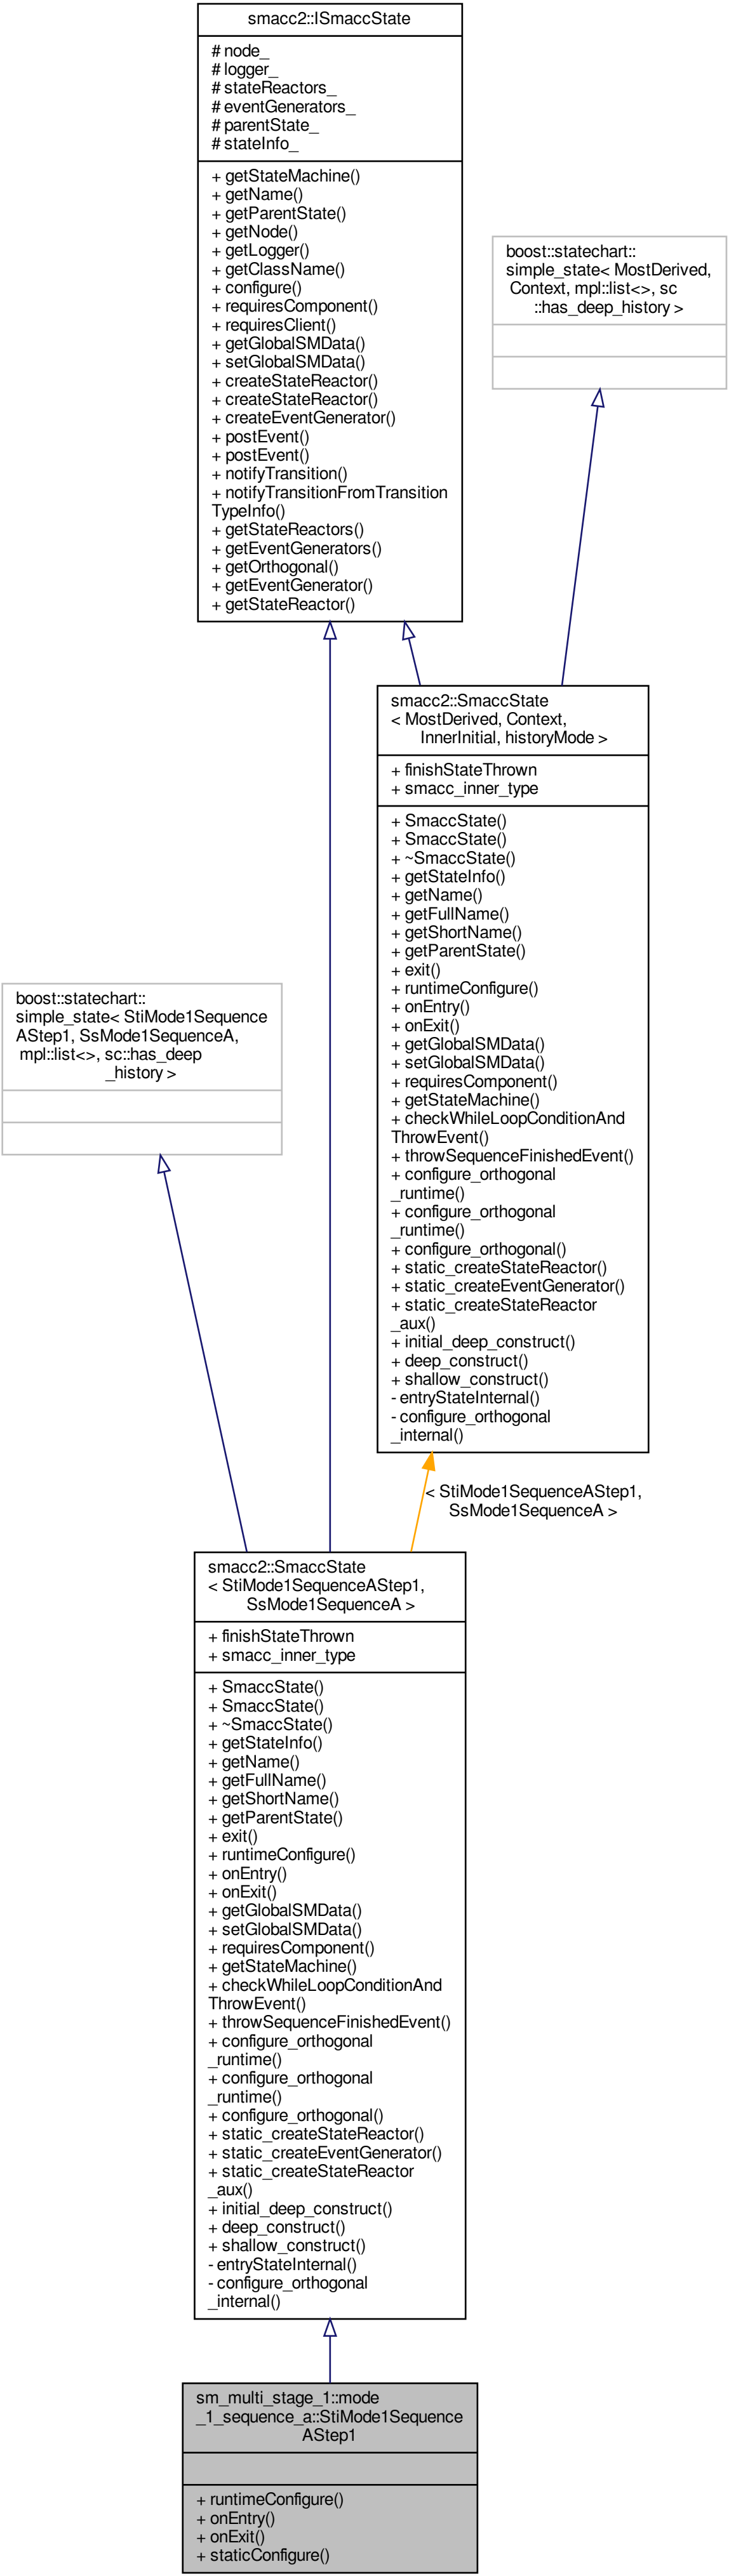 smacc2::ISmaccState
# node_
# logger_
# stateReactors_
# eventGenerators_
# parentState_
# stateInfo_
+ getStateMachine()
+ getName()
+ getParentState()
+ getNode()
+ getLogger()
+ getClassName()
+ configure()
+ requiresComponent()
+ requiresClient()
+ getGlobalSMData()
+ setGlobalSMData()
+ createStateReactor()
+ createStateReactor()
+ createEventGenerator()
+ postEvent()
+ postEvent()
+ notifyTransition()
+ notifyTransitionFromTransition
TypeInfo()
+ getStateReactors()
+ getEventGenerators()
+ getOrthogonal()
+ getEventGenerator()
+ getStateReactor()
boost::statechart::
simple_state< MostDerived,
Context, mpl::list<>, sc
::has_deep_history >
smacc2::SmaccState
< MostDerived, Context,
InnerInitial, historyMode >
+ finishStateThrown
+ smacc_inner_type
+ SmaccState()
+ SmaccState()
+ ~SmaccState()
+ getStateInfo()
+ getName()
+ getFullName()
+ getShortName()
+ getParentState()
+ exit()
+ runtimeConfigure()
+ onEntry()
+ onExit()
+ getGlobalSMData()
+ setGlobalSMData()
+ requiresComponent()
+ getStateMachine()
+ checkWhileLoopConditionAnd
ThrowEvent()
+ throwSequenceFinishedEvent()
+ configure_orthogonal
_runtime()
+ configure_orthogonal
_runtime()
+ configure_orthogonal()
+ static_createStateReactor()
+ static_createEventGenerator()
+ static_createStateReactor
_aux()
+ initial_deep_construct()
+ deep_construct()
+ shallow_construct()
- entryStateInternal()
- configure_orthogonal
_internal()
boost::statechart::
simple_state< StiMode1Sequence
AStep1, SsMode1SequenceA,
mpl::list<>, sc::has_deep
_history >
< StiMode1SequenceAStep1,
SsMode1SequenceA >
smacc2::SmaccState
< StiMode1SequenceAStep1,
SsMode1SequenceA >
+ finishStateThrown
+ smacc_inner_type
+ SmaccState()
+ SmaccState()
+ ~SmaccState()
+ getStateInfo()
+ getName()
+ getFullName()
+ getShortName()
+ getParentState()
+ exit()
+ runtimeConfigure()
+ onEntry()
+ onExit()
+ getGlobalSMData()
+ setGlobalSMData()
+ requiresComponent()
+ getStateMachine()
+ checkWhileLoopConditionAnd
ThrowEvent()
+ throwSequenceFinishedEvent()
+ configure_orthogonal
_runtime()
+ configure_orthogonal
_runtime()
+ configure_orthogonal()
+ static_createStateReactor()
+ static_createEventGenerator()
+ static_createStateReactor
_aux()
+ initial_deep_construct()
+ deep_construct()
+ shallow_construct()
- entryStateInternal()
- configure_orthogonal
_internal()
sm_multi_stage_1::mode
_1_sequence_a::StiMode1Sequence
AStep1
+ runtimeConfigure()
+ onEntry()
+ onExit()
+ staticConfigure()